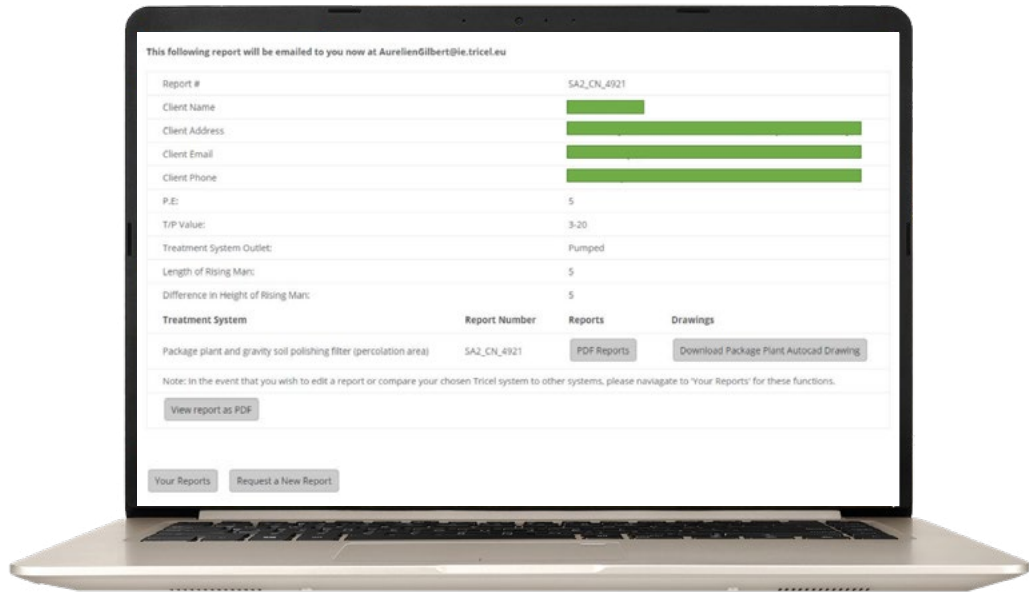 This following report will be emailed to you now at AurelienGilbert@ie.tricel.eu
Report # SA2_CN_4921
Client Name
Client Address
Client Email
Client Phone
P.E: 5
T/P Value: 3-20
Treatment System Outlet: Pumped
Length of Rising Man: 5
Difference in Height of Rising Man: 5
Treatment System Report Number Reports Drawings
Package plant and gravity soil polishing filter (percolation area) SA2_CN_4921 PDF Reports Download Package Plant Autocad Drawing
Note: In the event that you wish to edit a report or compare your chosen Tricel system to other systems, please naviagate to 'Your Reports' for these functions.
View report as PDF
Your Reports Request a New Report